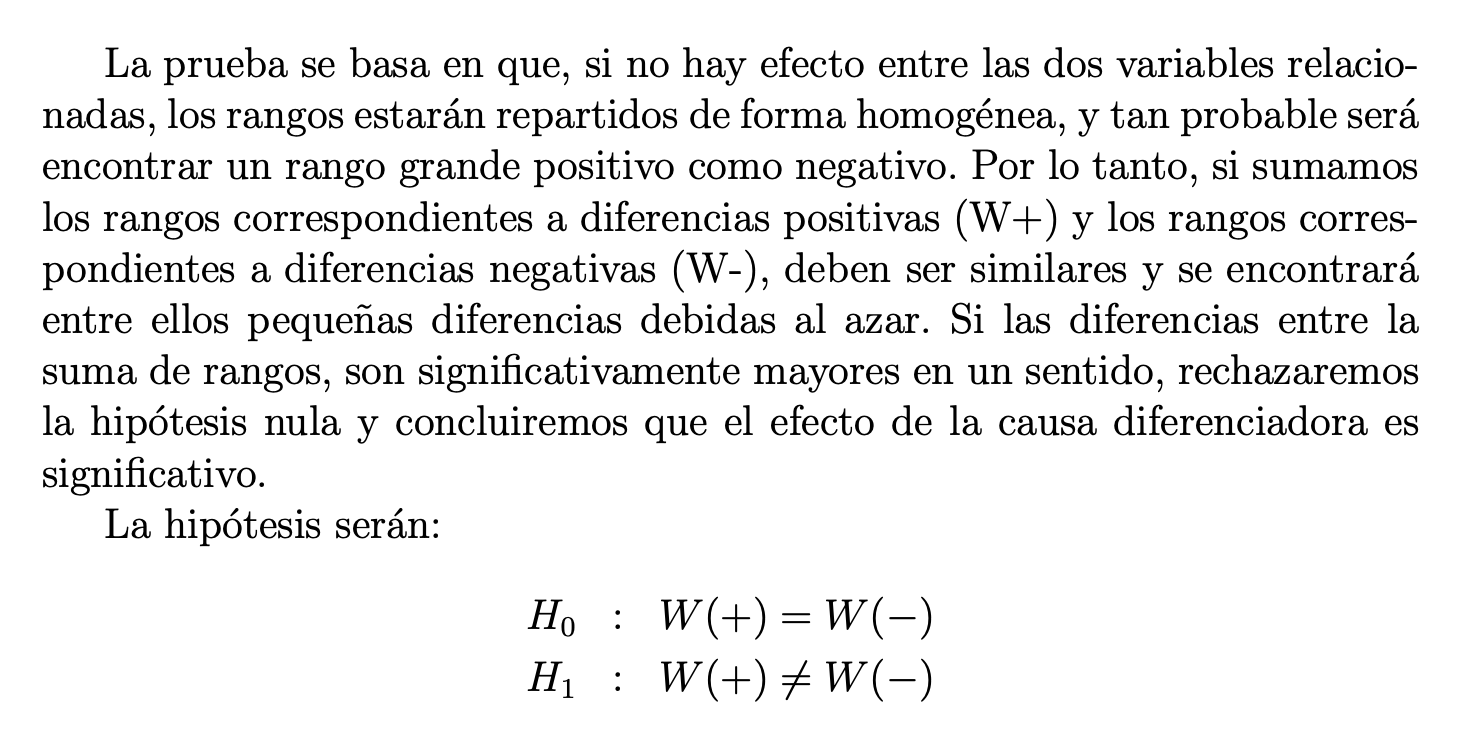 La prueba se basa en que, si no hay efecto entre las dos variables relacio-
nadas, los rangos estarán repartidos de forma homogénea, y tan probable será
encontrar un rango grande positivo como negativo. Por lo tanto, si sumamos
los rangos correspondientes a diferencias positivas (W+) y los rangos corres-
pondientes a diferencias negativas (W-), deben ser similares y se encontrará
entre ellos pequeñas diferencias debidas al azar. Si las diferencias entre la
suma de rangos, son significativamente mayores en un sentido, rechazaremos
la hipótesis nula y concluiremos que el efecto de la causa diferenciadora es
significativo.
La hipótesis serán:
H₀ : W(+) = W(−)
H₁ : W(+) ≠ W(−)